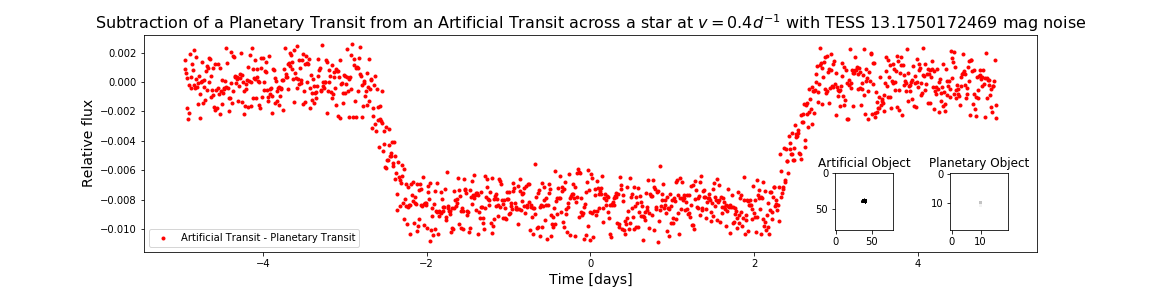 Subtraction of a Planetary Transit from an Artificial Transit across a star at v = 0.4d⁻¹ with TESS 13.1750172469 mag noise
Relative flux
0.002
0.000
−0.002
−0.004
−0.006
−0.008
−0.010
Artificial Transit - Planetary Transit
Artificial Object
0
50
0 50
Planetary Object
0
10
0 10
−4 −2 0 2 4
Time [days]